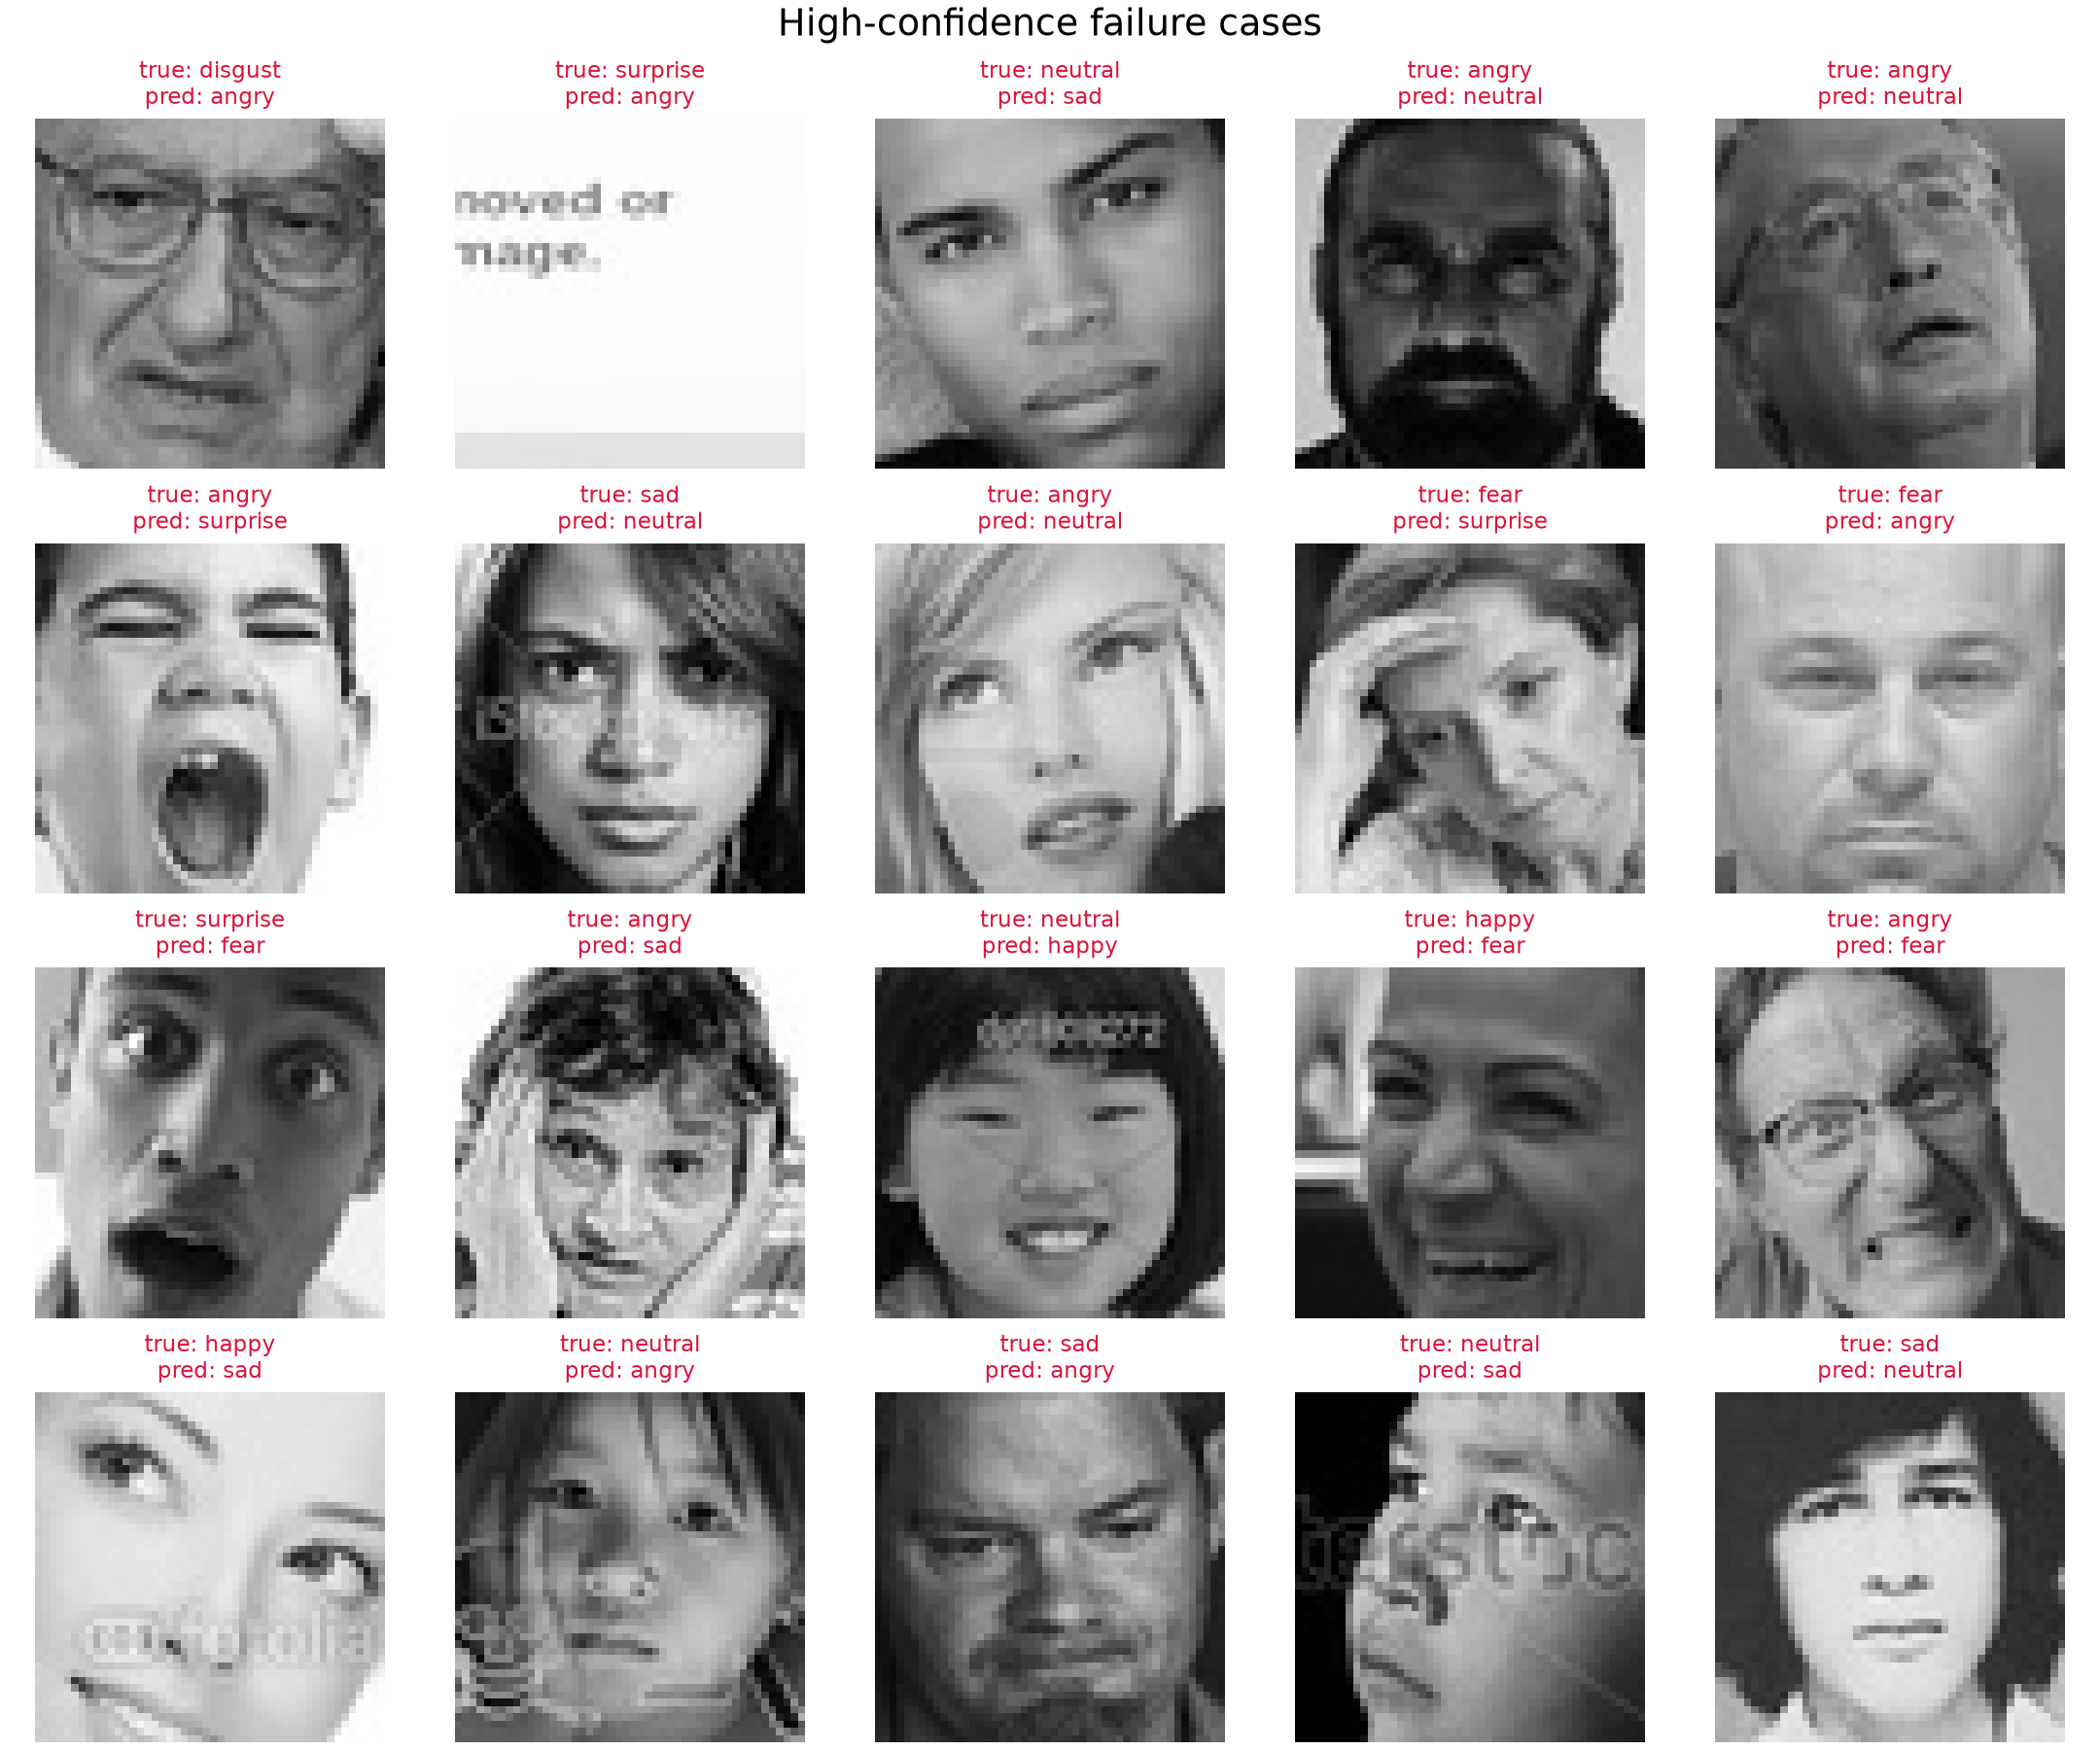 High-confidence failure cases
true: disgust
pred: angry
true: surprise
pred: angry
true: neutral
pred: sad
true: angry
pred: neutral
true: angry
pred: neutral
noved or
mage.
true: angry
pred: surprise
true: sad
pred: neutral
true: angry
pred: neutral
true: fear
pred: surprise
true: fear
pred: angry
true: surprise
pred: fear
true: angry
pred: sad
true: neutral
pred: happy
true: happy
pred: fear
true: angry
pred: fear
true: happy
pred: sad
true: neutral
pred: angry
true: sad
pred: angry
true: neutral
pred: sad
true: sad
pred: neutral